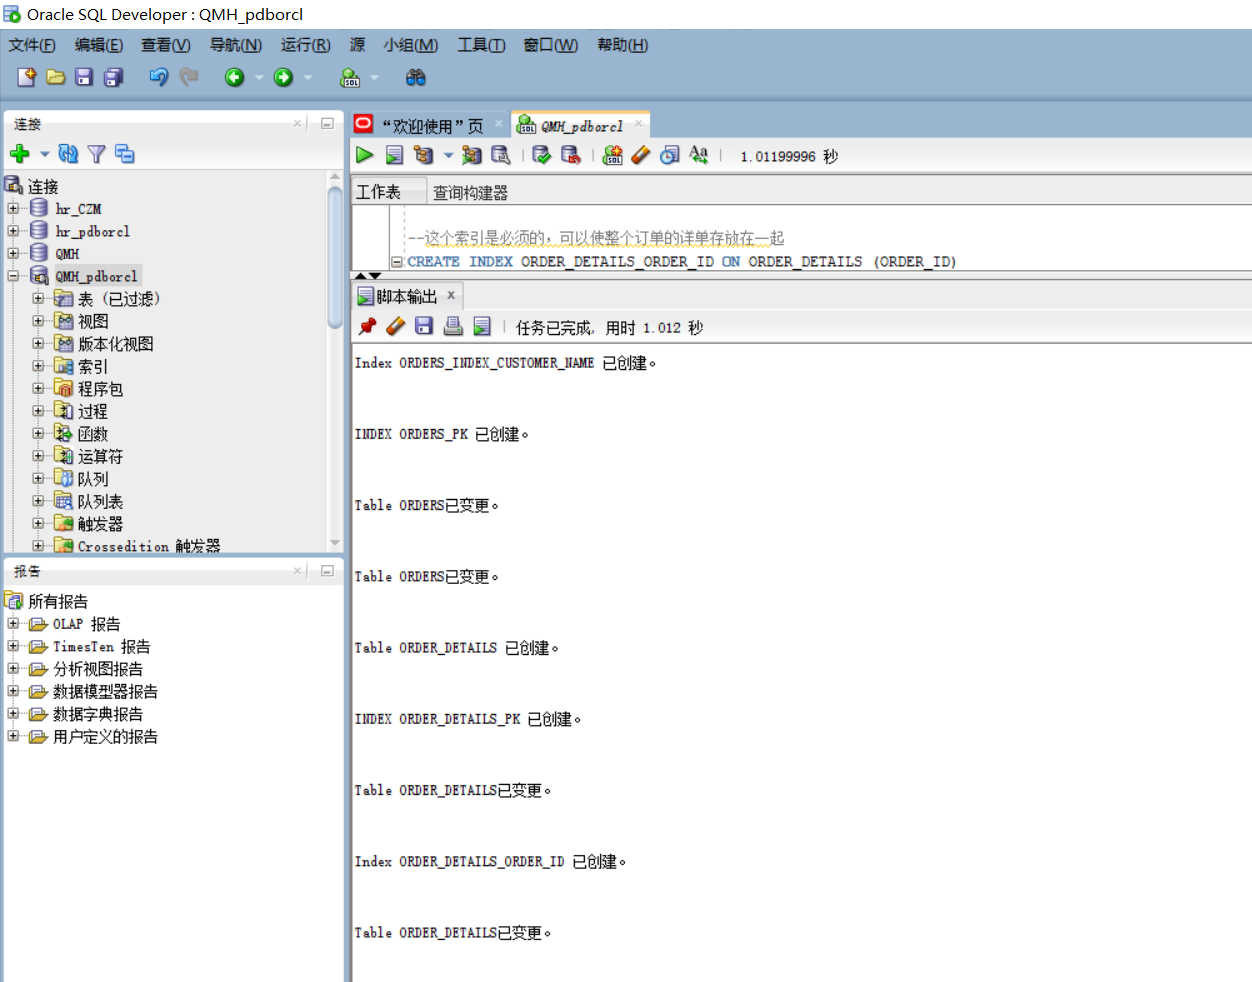 Oracle SQL Developer : QMH_pdborcl
文件(F) 编辑(E) 查看(V) 导航(N) 运行(R) 源 小组(M) 工具(T) 窗口(W) 帮助(H)
连接
连接
hr_CZM
hr_pdborcl
QMH
QMH_pdborcl
表 (已过滤)
视图
版本化视图
索引
程序包
过程
函数
运算符
队列
队列表
触发器
Crossedition 触发器
报告
所有报告
OLAP 报告
TimesTen 报告
分析视图报告
数据模型器报告
数据字典报告
用户定义的报告
“欢迎使用”页 QMH_pdborcl
1.01199996 秒
工作表 查询构建器
--这个索引是必须的，可以使整个订单的详单存放在一起
CREATE INDEX ORDER_DETAILS_ORDER_ID ON ORDER_DETAILS (ORDER_ID)
脚本输出 x
任务已完成, 用时 1.012 秒
Index ORDERS_INDEX_CUSTOMER_NAME 已创建。
INDEX ORDERS_PK 已创建。
Table ORDERS已变更。
Table ORDERS已变更。
Table ORDER_DETAILS 已创建。
INDEX ORDER_DETAILS_PK 已创建。
Table ORDER_DETAILS已变更。
Index ORDER_DETAILS_ORDER_ID 已创建。
Table ORDER_DETAILS已变更。